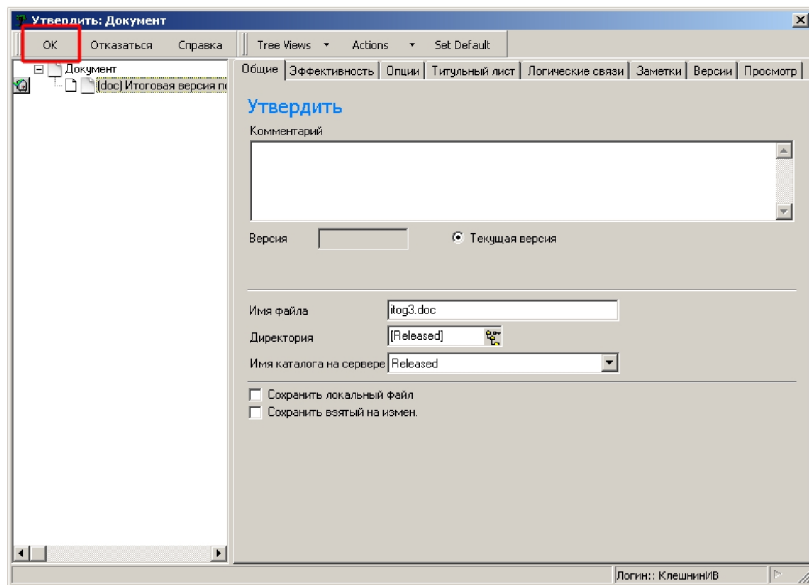 Утвердить: Документ
OK Отказаться Справка Tree Views Actions Set Default
Документ
[doc] Итоговая версия по
Общие Эффективность Опции Титульный лист Логические связи Заметки Версии Просмотр
Утвердить
Комментарий
Версия Текущая версия
Имя файла itog3.doc
Директория [Released]
Имя каталога на сервере Released
Сохранить локальный файл
Сохранить взятый на измен.
Логин:: КлешнинИВ